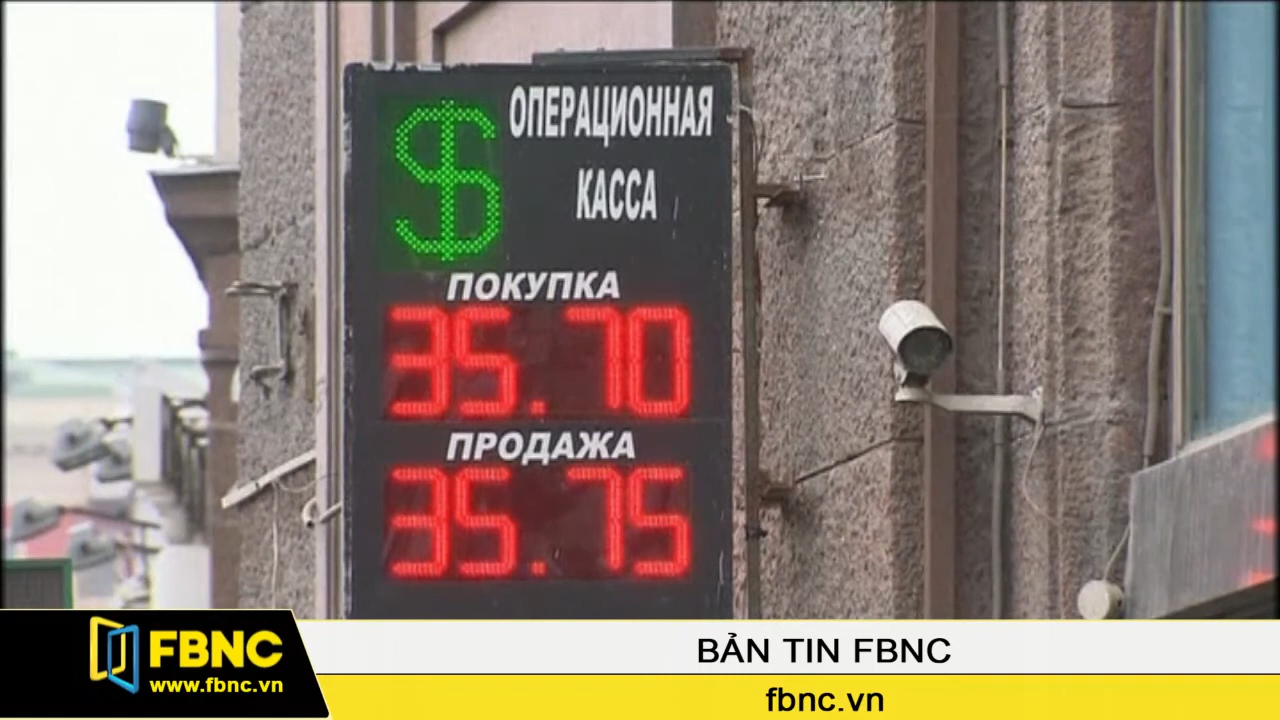 $ ОПЕРАЦИОННАЯ
КАССА
ПОКУПКА
35.70
ПРОДАЖА
35.75
FBNC
www.fbnc.vn
BẢN TIN FBNC
fbnc.vn